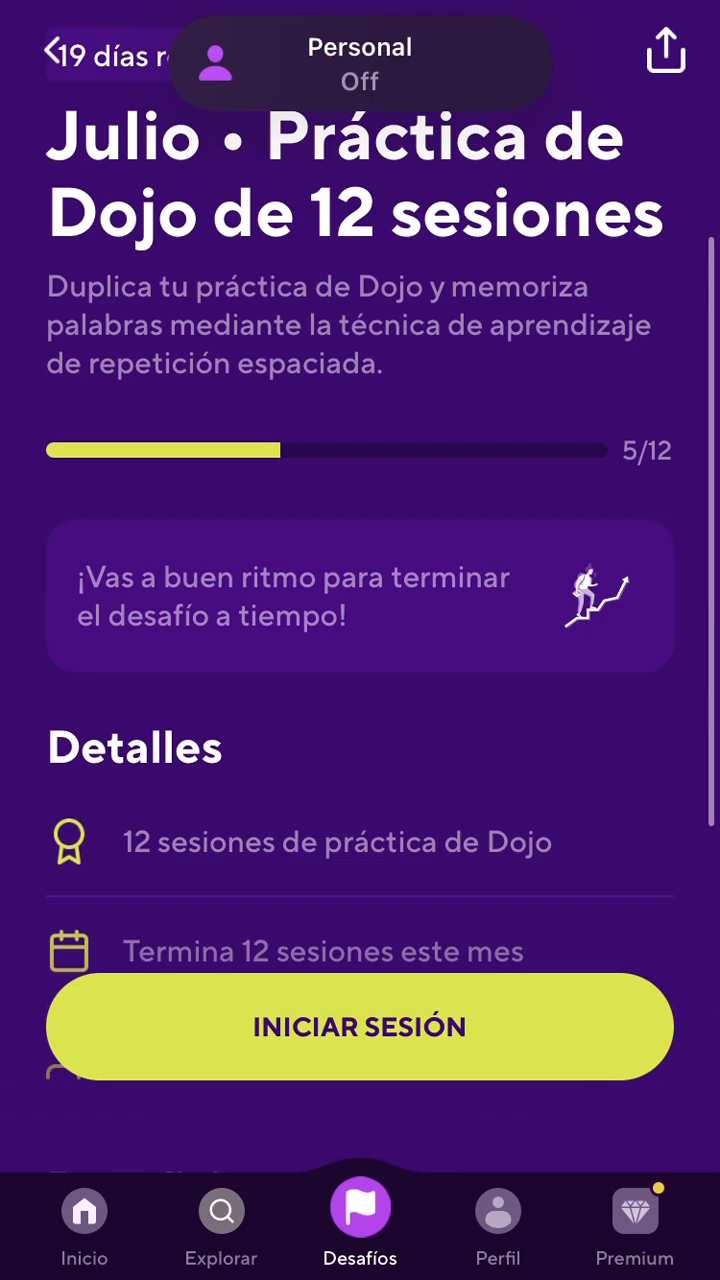 19 días
Personal
Off
Julio • Práctica de
Dojo de 12 sesiones
Duplica tu práctica de Dojo y memoriza
palabras mediante la técnica de aprendizaje
de repetición espaciada.
5/12
¡Vas a buen ritmo para terminar
el desafío a tiempo!
Detalles
12 sesiones de práctica de Dojo
Termina 12 sesiones este mes
INICIAR SESIÓN
Inicio
Explorar
Desafíos
Perfil
Premium